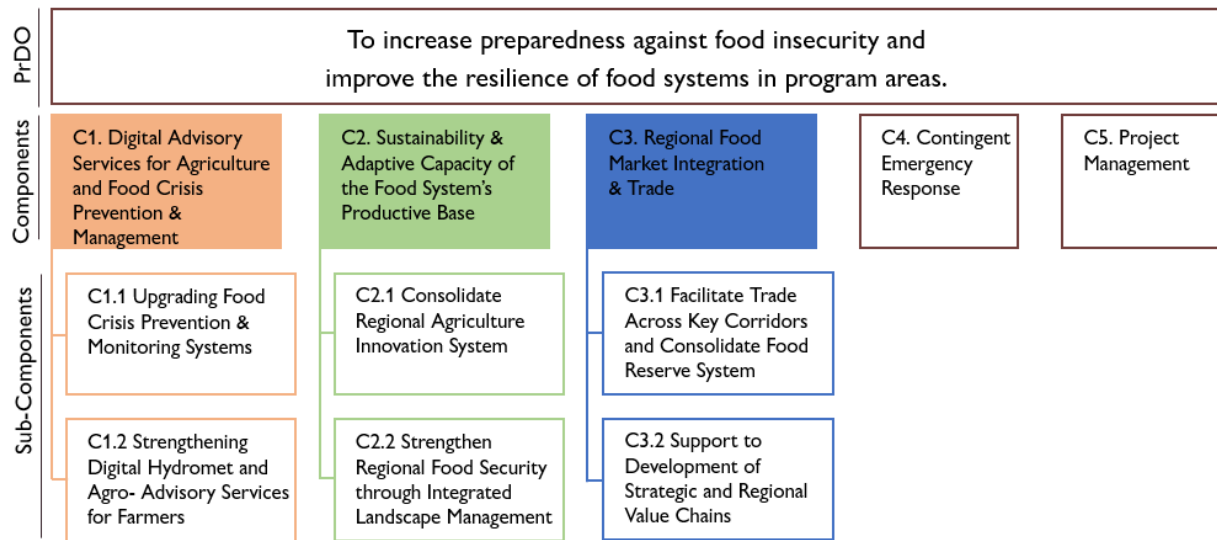 PrDO
To increase preparedness against food insecurity and
improve the resilience of food systems in program areas.
Components
C1. Digital Advisory
Services for Agriculture
and Food Crisis
Prevention &
Management
C2. Sustainability &
Adaptive Capacity of
the Food System's
Productive Base
C3. Regional Food
Market Integration
& Trade
C4. Contingent
Emergency
Response
C5. Project
Management
Sub-Components
C1.1 Upgrading Food
Crisis Prevention &
Monitoring Systems
C2.1 Consolidate
Regional Agriculture
Innovation System
C3.1 Facilitate Trade
Across Key Corridors
and Consolidate Food
Reserve System
C1.2 Strengthening
Digital Hydromet and
Agro- Advisory Services
for Farmers
C2.2 Strengthen
Regional Food Security
through Integrated
Landscape Management
C3.2 Support to
Development of
Strategic and Regional
Value Chains